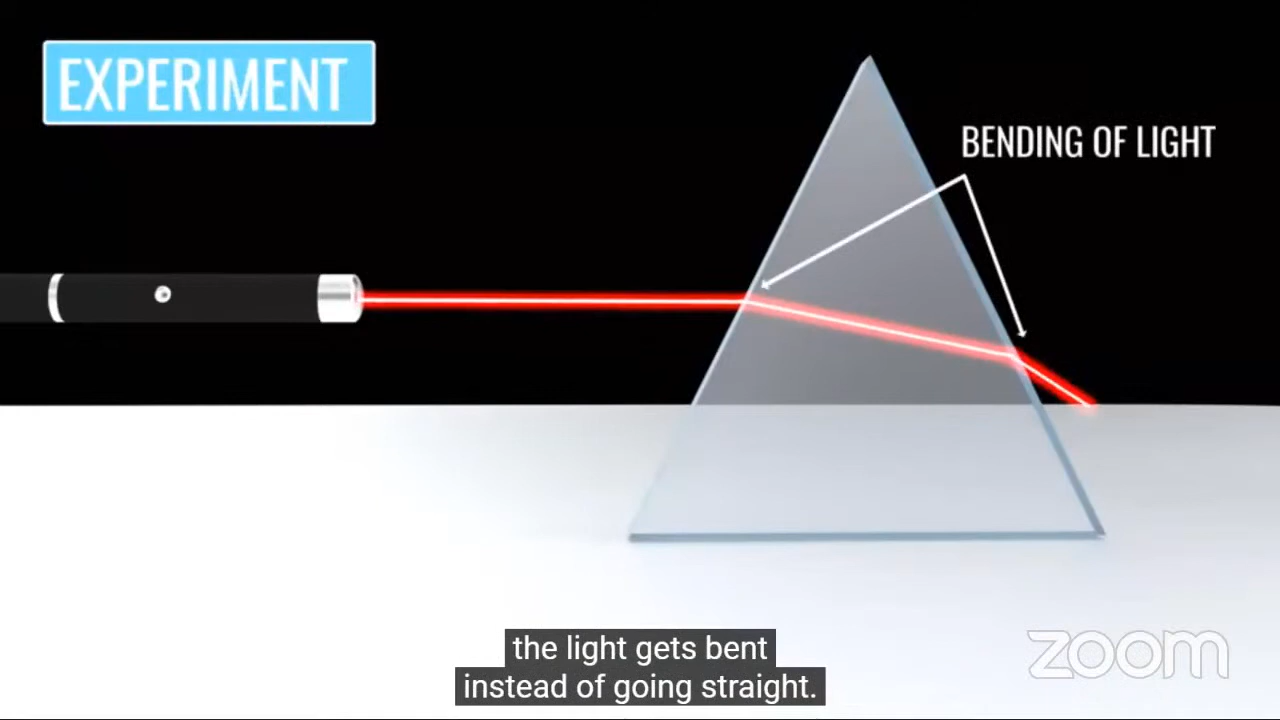 EXPERIMENT
BENDING OF LIGHT
the light gets bent
instead of going straight.
zoom